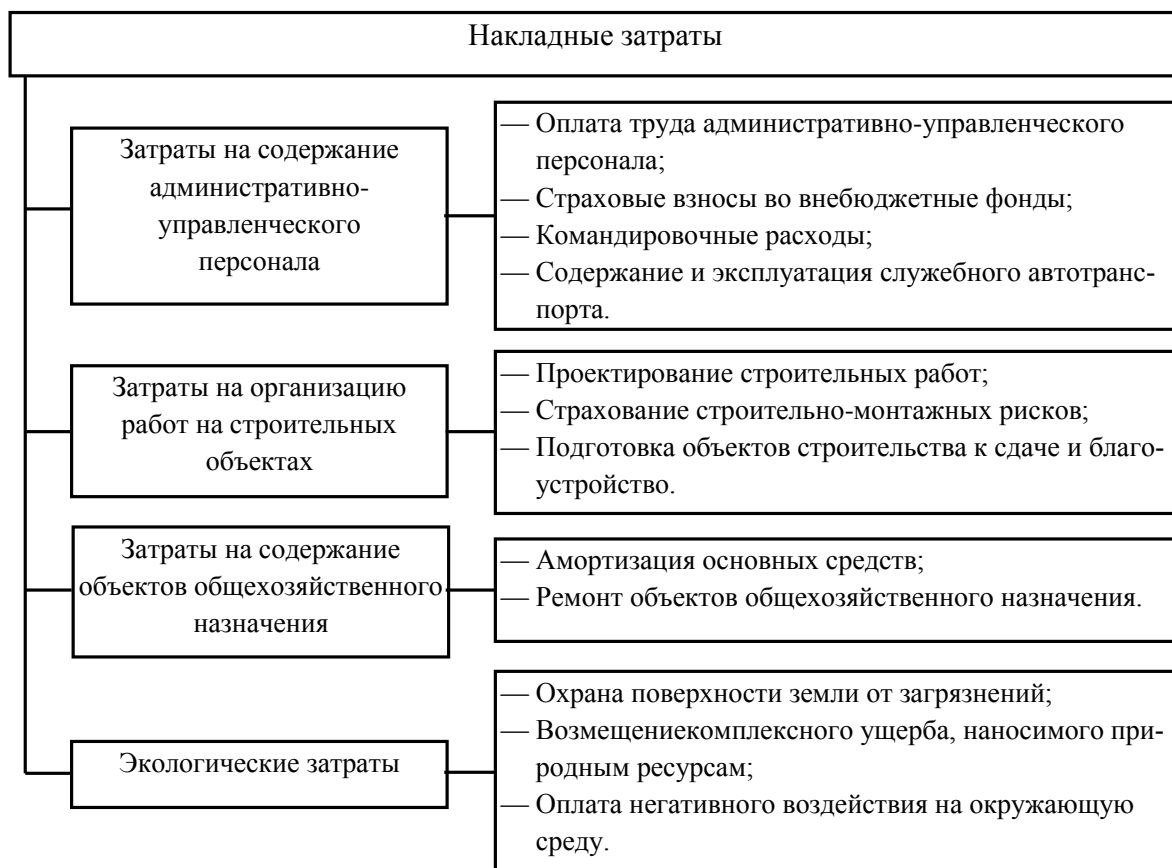 Накладные затраты
Затраты на содержание
административно-
управленческого
персонала
— Оплата труда административно-управленческого
персонала;
— Страховые взносы во внебюджетные фонды;
— Командировочные расходы;
— Содержание и эксплуатация служебного автотранс-
порта.
Затраты на организацию
работ на строительных
объектах
— Проектирование строительных работ;
— Страхование строительно-монтажных рисков;
— Подготовка объектов строительства к сдаче и благо-
устройство.
Затраты на содержание
объектов общехозяйственного
назначения
— Амортизация основных средств;
— Ремонт объектов общехозяйственного назначения.
Экологические затраты
— Охрана поверхности земли от загрязнений;
— Возмещениекомплексного ущерба, наносимого при-
родным ресурсам;
— Оплата негативного воздействия на окружающую
среду.